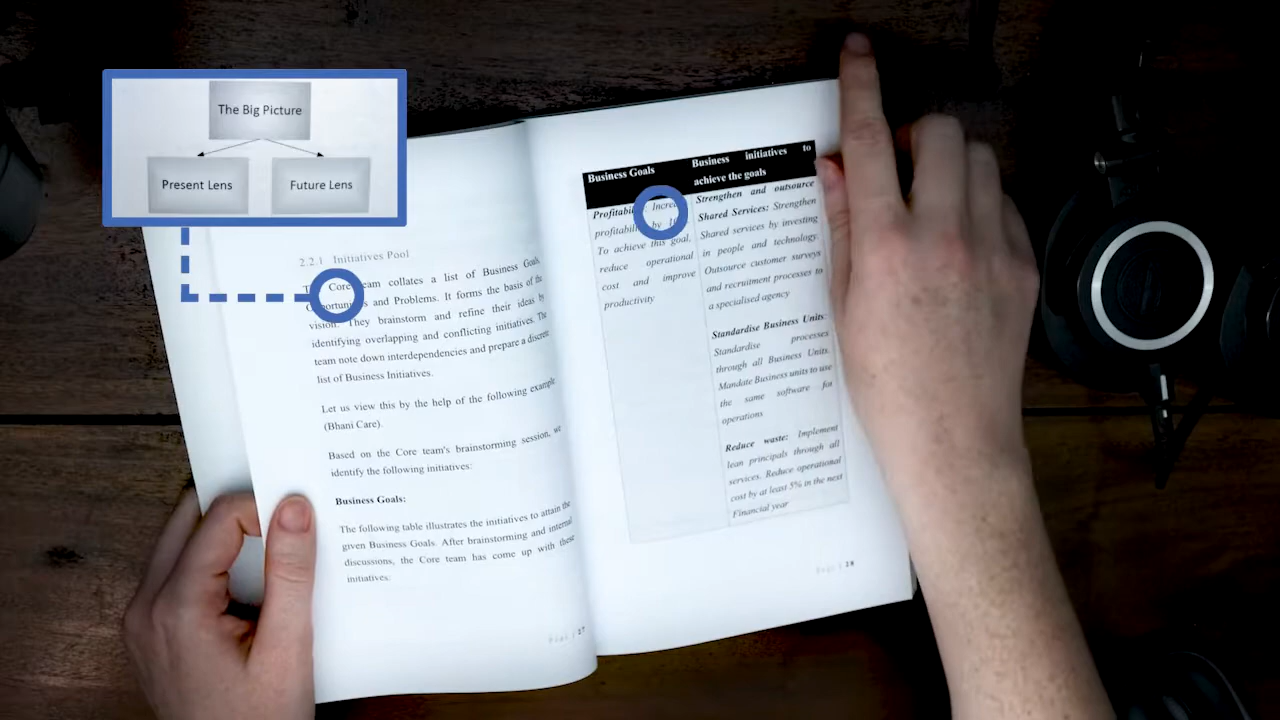 The Big Picture
Present Lens
Future Lens
2.2.1 Initiatives Pool
Core team collates a list of Business Goals,
and Problems. It forms the basis of the
vision. They brainstorm and refine their ideas by
identifying overlapping and conflicting initiatives. The
team note down interdependencies and prepare a discrete
list of Business Initiatives.
Let us view this by the help of the following example
(Bhani Care).
Based on the Core team's brainstorming session, we
identify the following initiatives:
Business Goals:
The following table illustrates the initiatives to attain the
given Business Goals. After brainstorming and internal
discussions, the Core team has come up with these
initiatives:
Page | 27
Business Goals
Profitability: Increase
profitability by
To achieve this goal,
reduce operational
cost and improve
productivity
Business initiatives to
achieve the goals
Strengthen and outsource
Shared Services: Strengthen
Shared services by investing
in people and technology.
Outsource customer surveys
and recruitment processes to
a specialised agency
Standardise Business Units:
Standardise processes
through all Business Units.
Mandate Business units to use
the same software for
operations
Reduce waste: Implement
lean principals through all
services. Reduce operational
cost by at least 5% in the next
Financial year
Page | 28